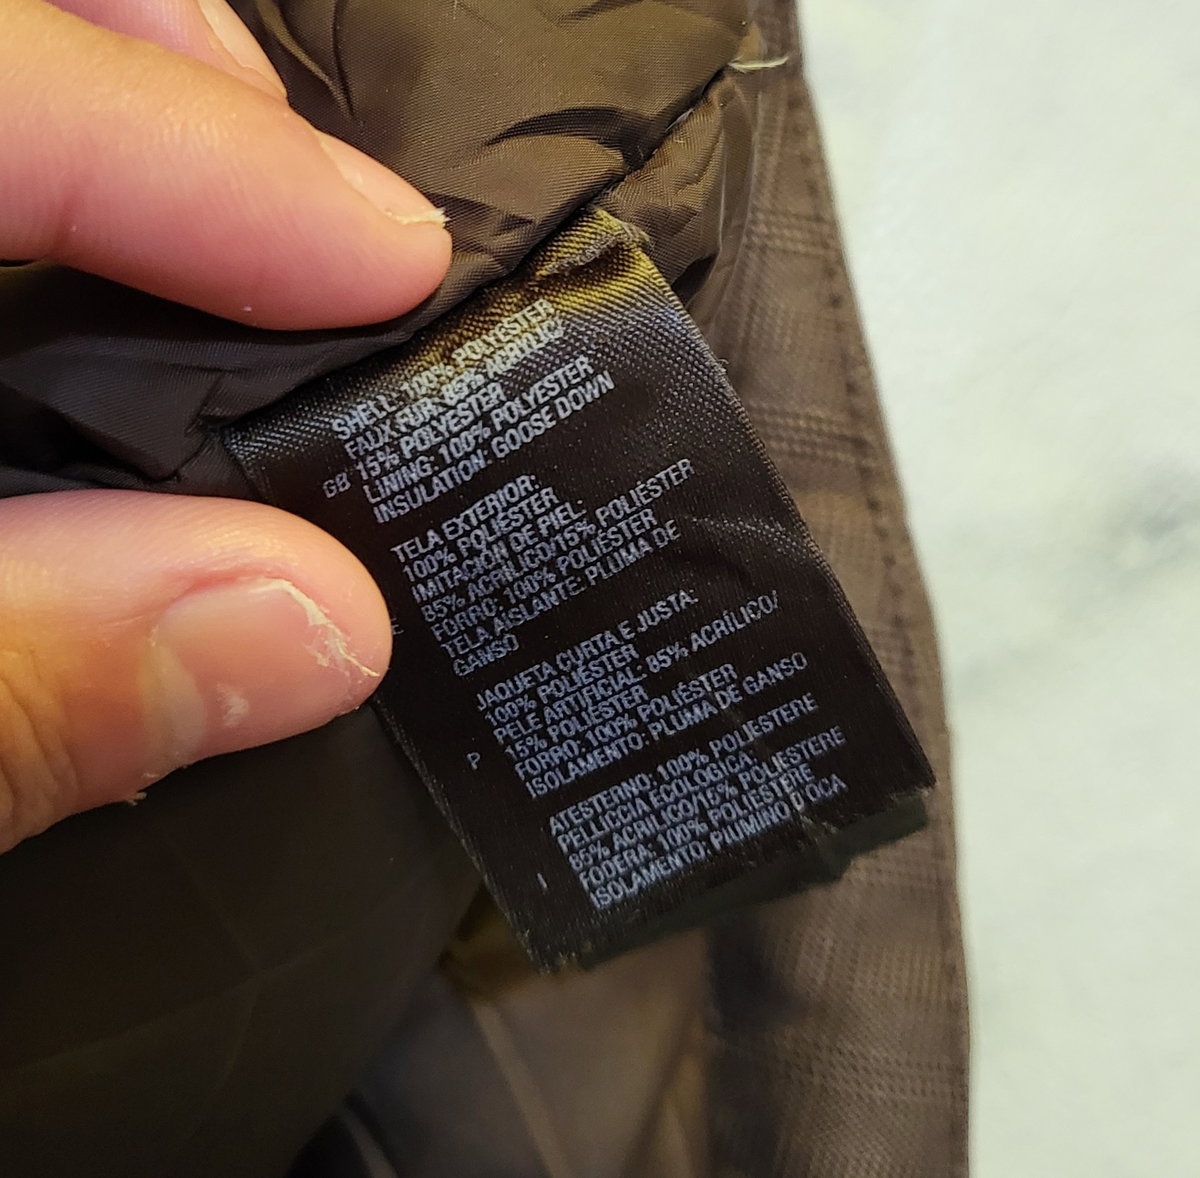 SHELL: 100% POLYESTER
FAUX FUR: 85% ACRYLIC/
15% POLYESTER
GB
LINING: 100% POLYESTER
INSULATION: GOOSE DOWN
TELA EXTERIOR:
100% POLIÉSTER
IMITACIÓN DE PIEL:
85% ACRÍLICO/15% POLIÉSTER
FORRO: 100% POLIÉSTER
E
TELA AISLANTE: PLUMA DE
GANSO
JAQUETA CURTA E JUSTA:
100% POLIÉSTER
PELE ARTIFICIAL: 85% ACRÍLICO/
15% POLIÉSTER
P
FORRO: 100% POLIÉSTER
ISOLAMENTO: PLUMA DE GANSO
ATESTERNO: 100% POLIESTERE
PELLICCIA ECOLOGICA:
85% ACRILICO/15% POLIESTERE
FODERA: 100% POLIESTERE
I
ISOLAMENTO: PIUMINO D'OCA